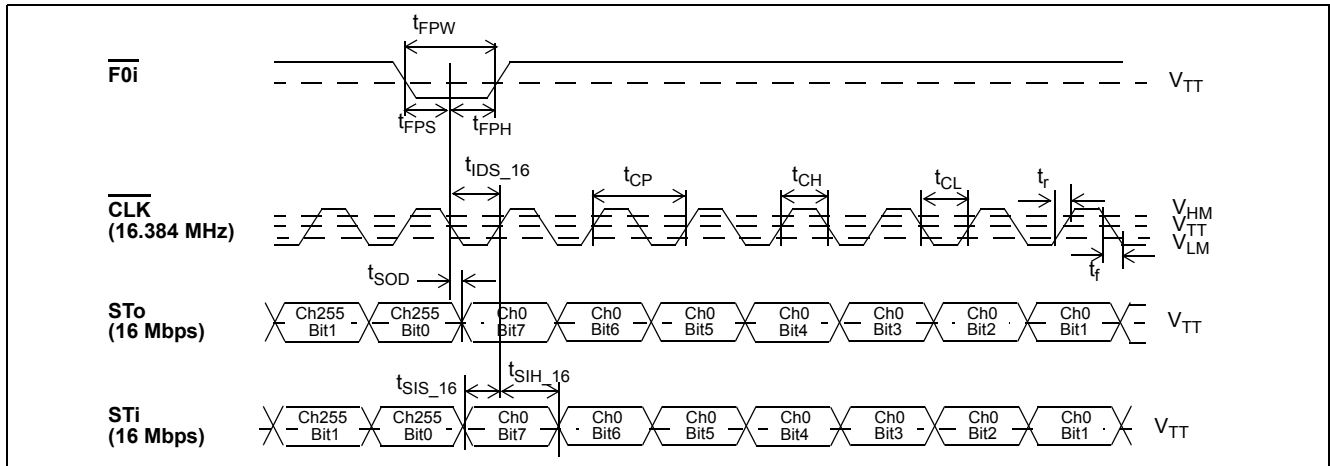 tFPW
F0i
VTT
tFPS
tFPH
tIDS_16
tCP
tCH
tCL
tr
CLK
(16.384 MHz)
VHM
VTT
VLM
tf
tSOD
STo
(16 Mbps)
Ch255 Bit1
Ch255 Bit0
Ch0 Bit7
Ch0 Bit6
Ch0 Bit5
Ch0 Bit4
Ch0 Bit3
Ch0 Bit2
Ch0 Bit1
VTT
tSIS_16
tSIH_16
STi
(16 Mbps)
Ch255 Bit1
Ch255 Bit0
Ch0 Bit7
Ch0 Bit6
Ch0 Bit5
Ch0 Bit4
Ch0 Bit3
Ch0 Bit2
Ch0 Bit1
VTT